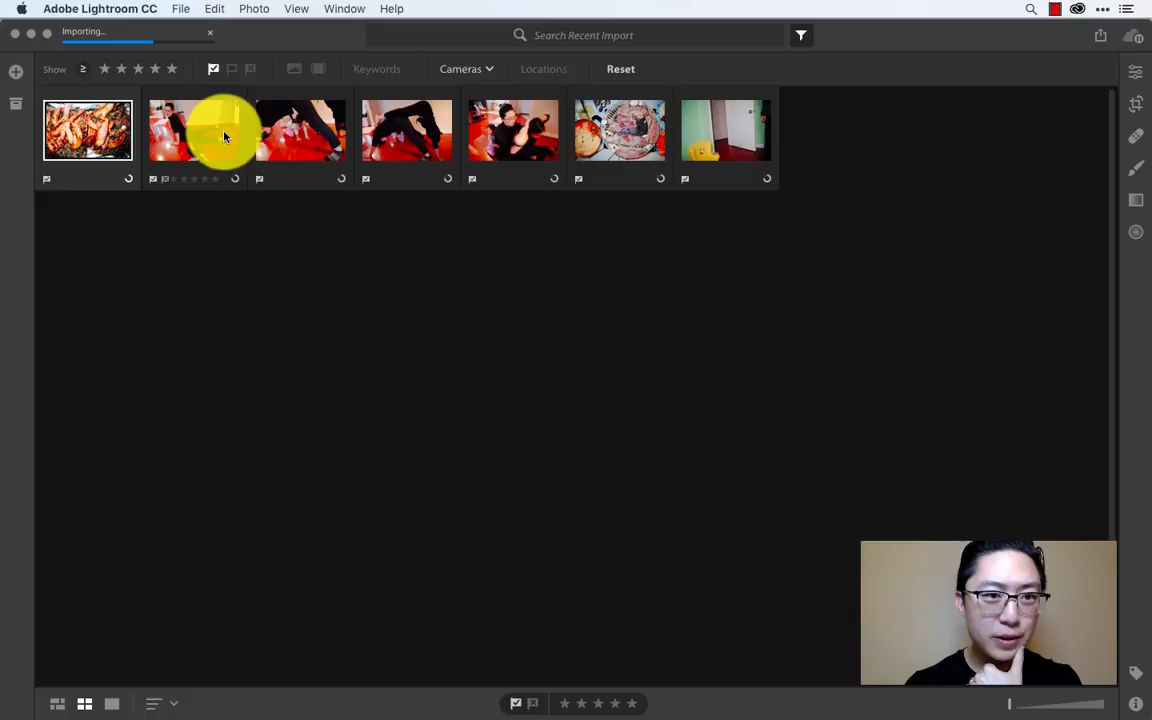 Adobe Lightroom CC File Edit Photo View Window Help
Importing...
Search Recent Import
Show Keywords Cameras Locations Reset